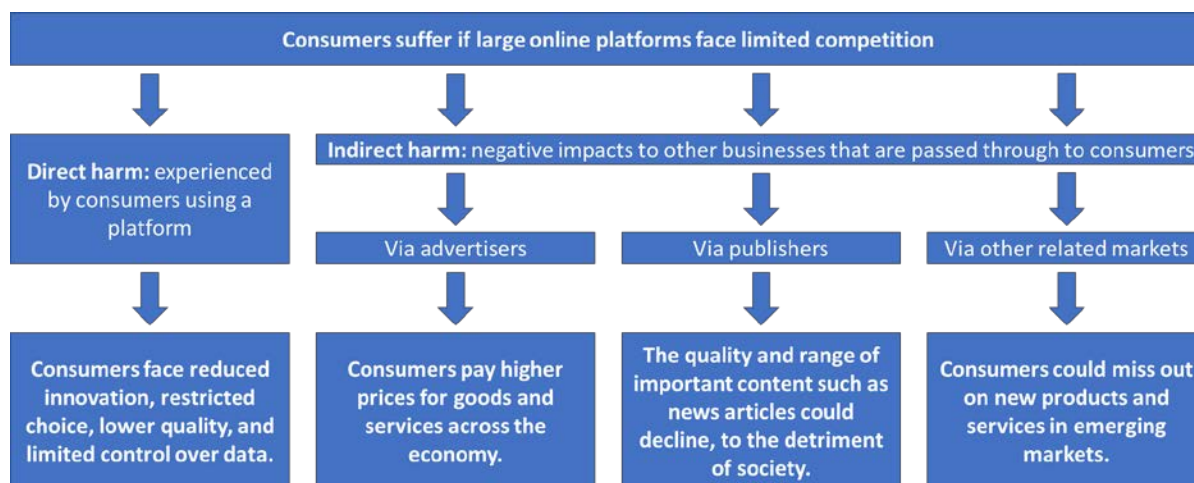 Consumers suffer if large online platforms face limited competition
Direct harm: experienced
by consumers using a
platform
Indirect harm: negative impacts to other businesses that are passed through to consumers
Via advertisers
Via publishers
Via other related markets
Consumers face reduced
innovation, restricted
choice, lower quality, and
limited control over data.
Consumers pay higher
prices for goods and
services across the
economy.
The quality and range of
important content such as
news articles could
decline, to the detriment
of society.
Consumers could miss out
on new products and
services in emerging
markets.